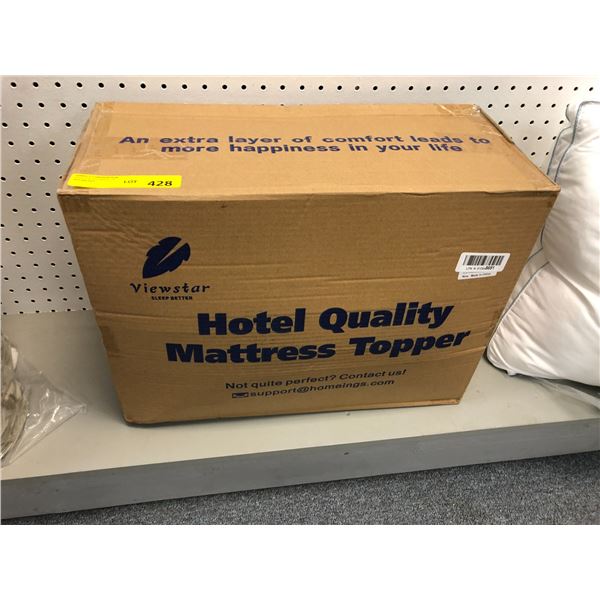 An extra layer of comfort leads to
more happiness in your life
LOT 428
Viewstar
SLEEP BETTER
Hotel Quality
Mattress Topper
Not quite perfect? Contact us!
support@homeings.com